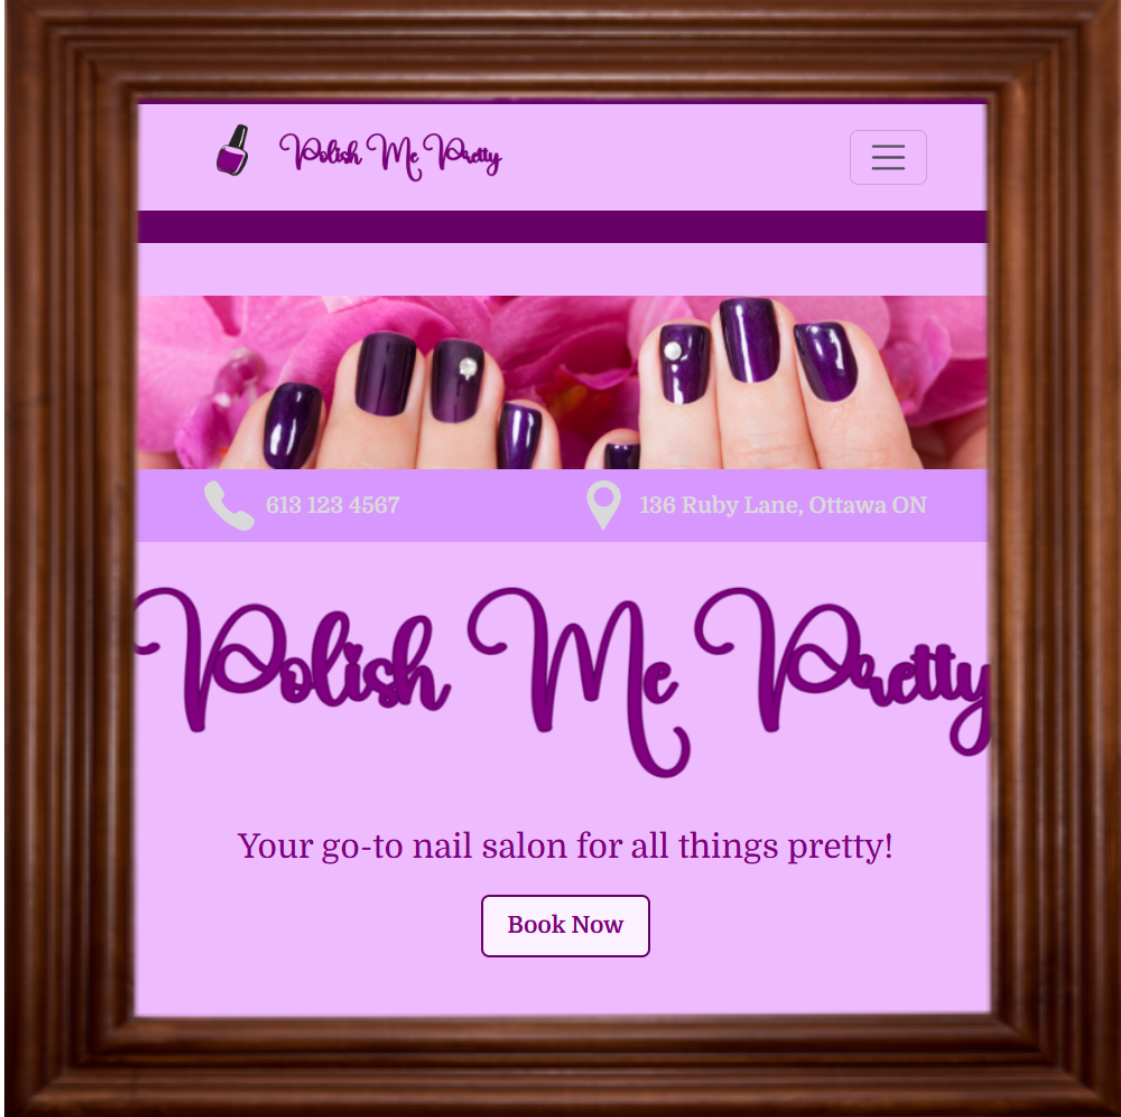 Polish Me Pretty
613 123 4567
136 Ruby Lane, Ottawa ON
Polish Me Pretty
Your go-to nail salon for all things pretty!
Book Now